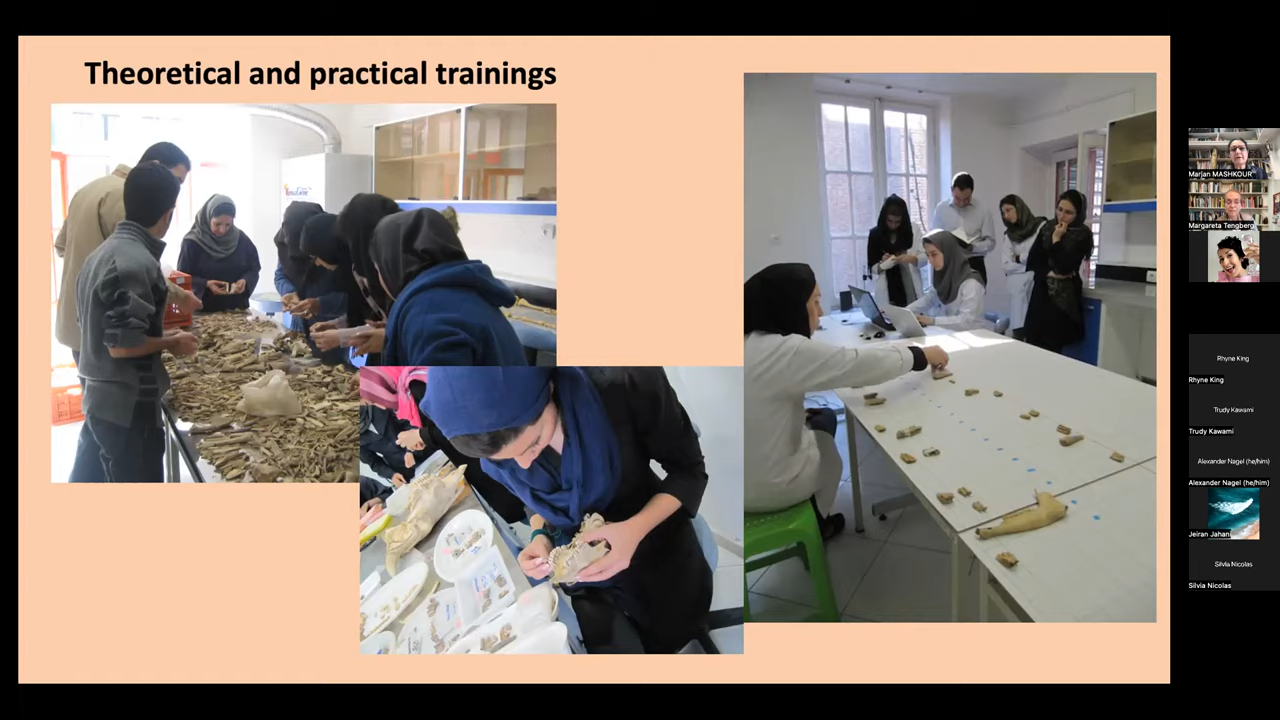 Theoretical and practical trainings
Marjan MASHKOUR
Margareta Tengberg
Rhyne King
Rhyne King
Trudy Kawami
Trudy Kawami
Alexander Nagel (he/him)
Alexander Nagel (he/him)
Jeiran Jahani
Silvia Nicolas
Silvia Nicolas